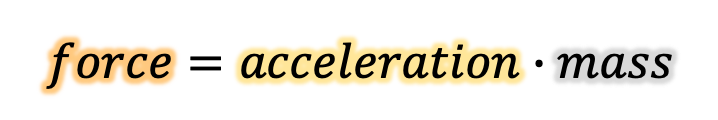 force = acceleration · mass